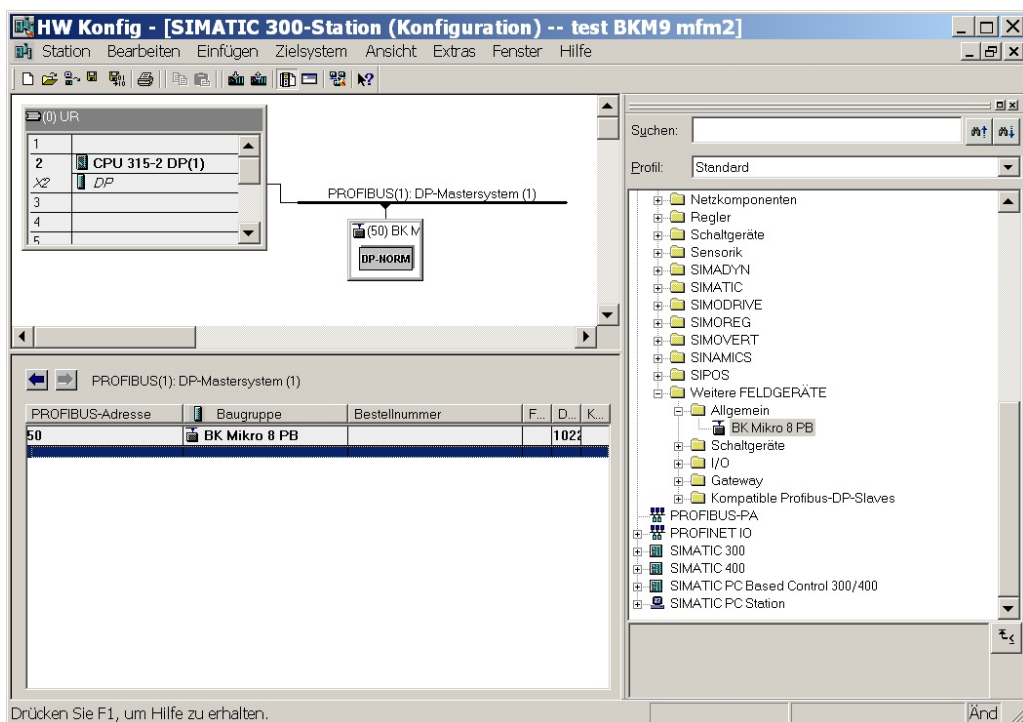 HW Konfig - [SIMATIC 300-Station (Konfiguration) -- test BKM9 mfm2]
Station Bearbeiten Einfügen Zielsystem Ansicht Extras Fenster Hilfe
(0) UR
1
2 CPU 315-2 DP(1)
X2 DP
3
4
5
PROFIBUS(1): DP-Mastersystem (1)
(50) BK M
DP-NORM
PROFIBUS(1): DP-Mastersystem (1)
PROFIBUS-Adresse Baugruppe Bestellnummer F... D... K...
50 BK Mikro 8 PB 1022
Suchen:
Profil: Standard
Netzkomponenten
Regler
Schaltgeräte
Sensorik
SIMADYN
SIMATIC
SIMODRIVE
SIMOREG
SIMOVERT
SINAMICS
SIPOS
Weitere FELDGERÄTE
Allgemein
BK Mikro 8 PB
Schaltgeräte
I/O
Gateway
Kompatible Profibus-DP-Slaves
PROFIBUS-PA
PROFINET IO
SIMATIC 300
SIMATIC 400
SIMATIC PC Based Control 300/400
SIMATIC PC Station
Drücken Sie F1, um Hilfe zu erhalten.
Änd